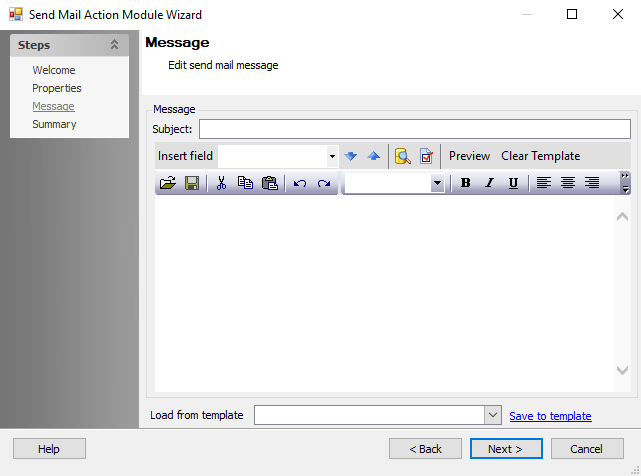 Send Mail Action Module Wizard
Steps
Welcome
Properties
Message
Summary
Message
Edit send mail message
Message
Subject:
Insert field
Preview Clear Template
B I U
Load from template
Save to template
Help
< Back
Next >
Cancel